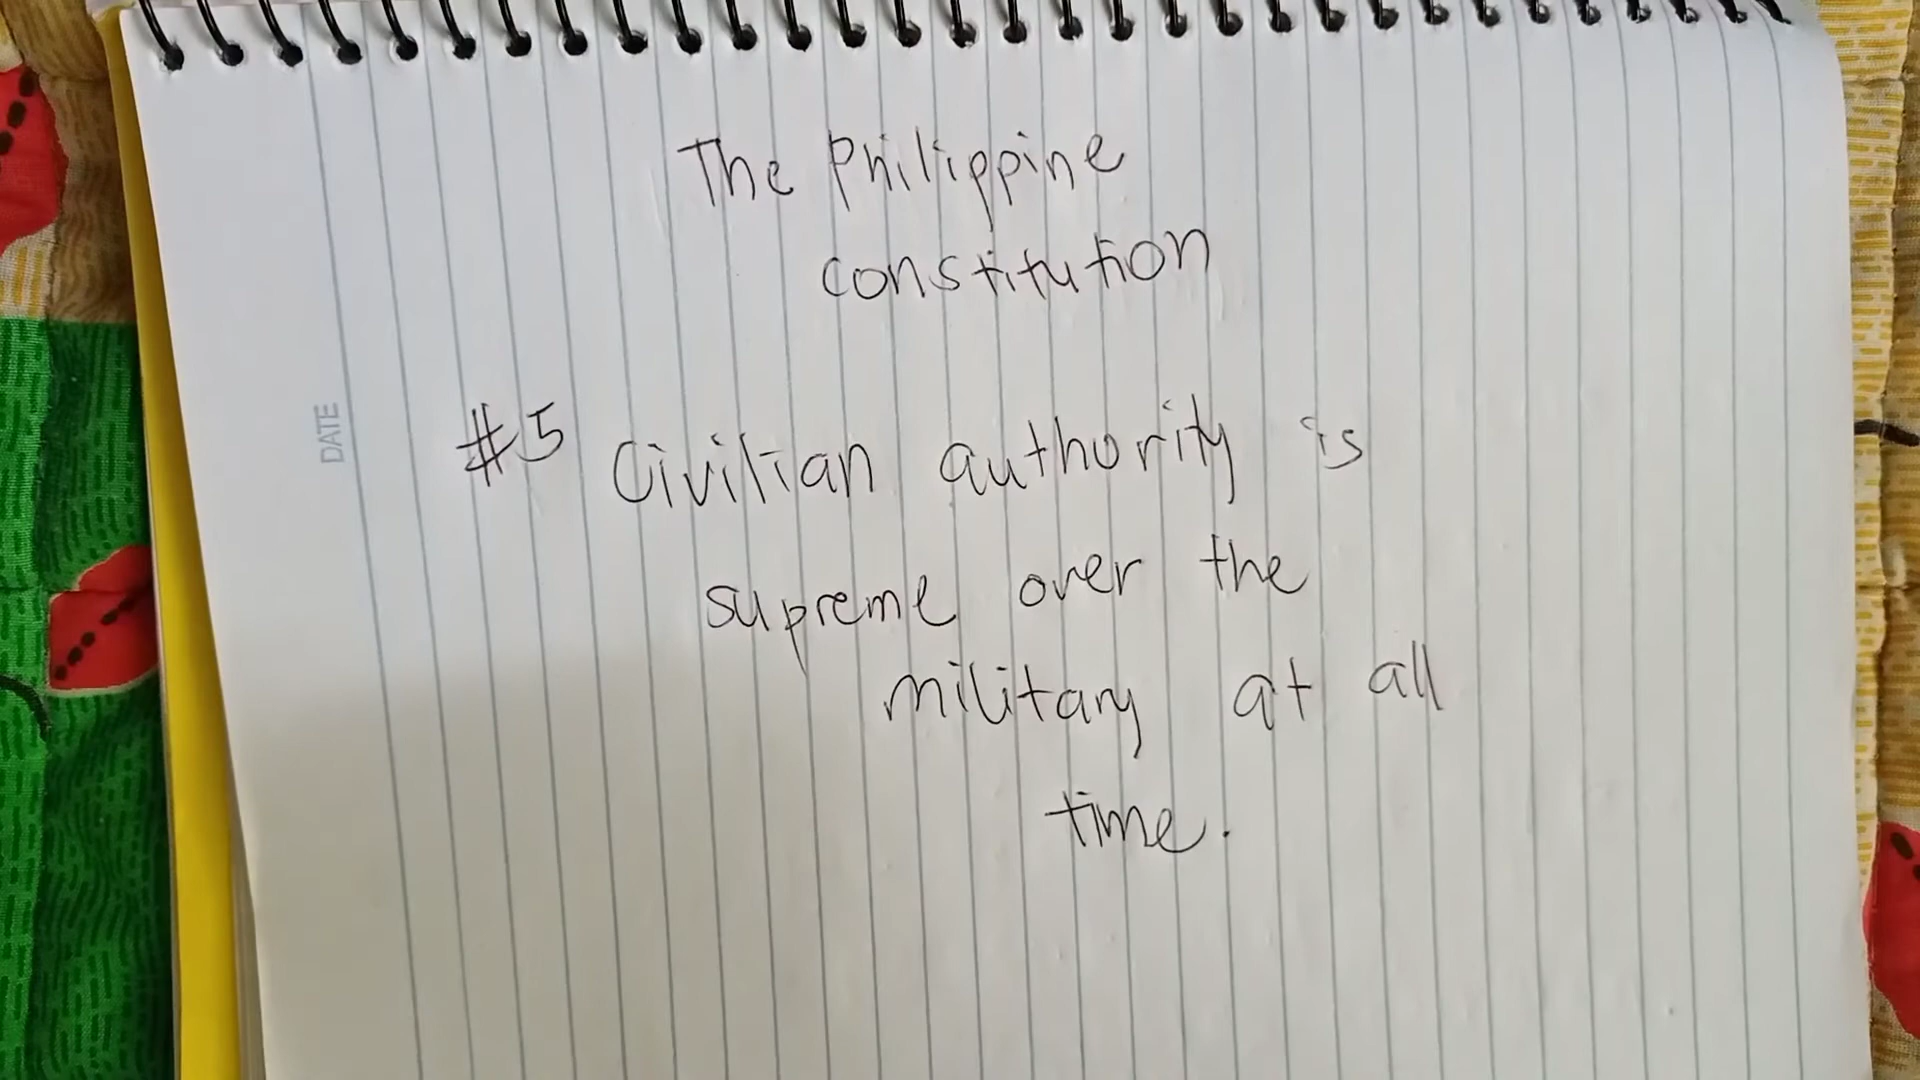 The Philippine
constitution
DATE
#5 Civilian authority is
supreme over the
military at all
time.